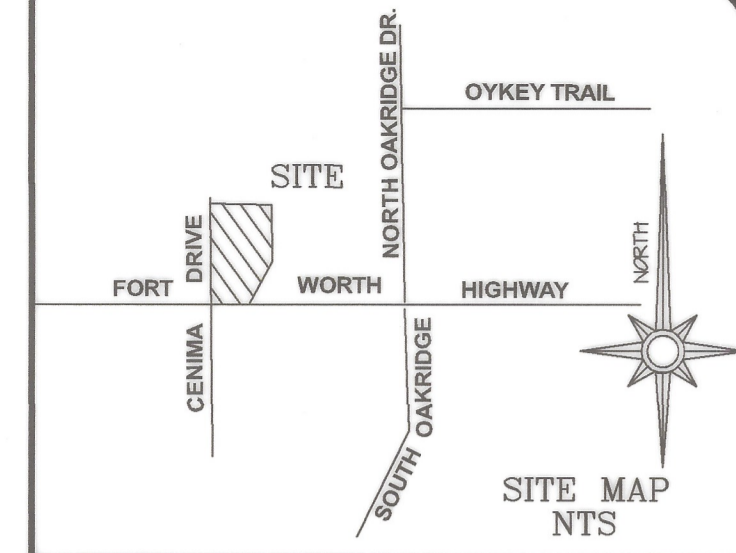 NORTH OAKRIDGE DR.
OYKEY TRAIL
SITE
CENIMA DRIVE
FORT WORTH HIGHWAY
NORTH
SOUTH OAKRIDGE
SITE MAP
NTS